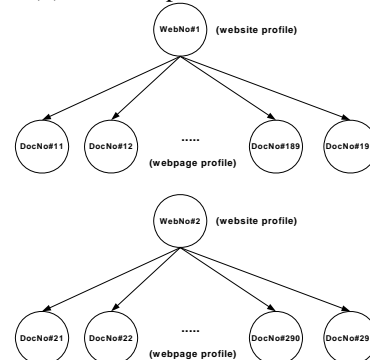 WebNo#1 (website profile)
DocNo#11 DocNo#12 ..... DocNo#189 DocNo#19
(webpage profile)
WebNo#2 (website profile)
DocNo#21 DocNo#22 ..... DocNo#290 DocNo#29
(webpage profile)